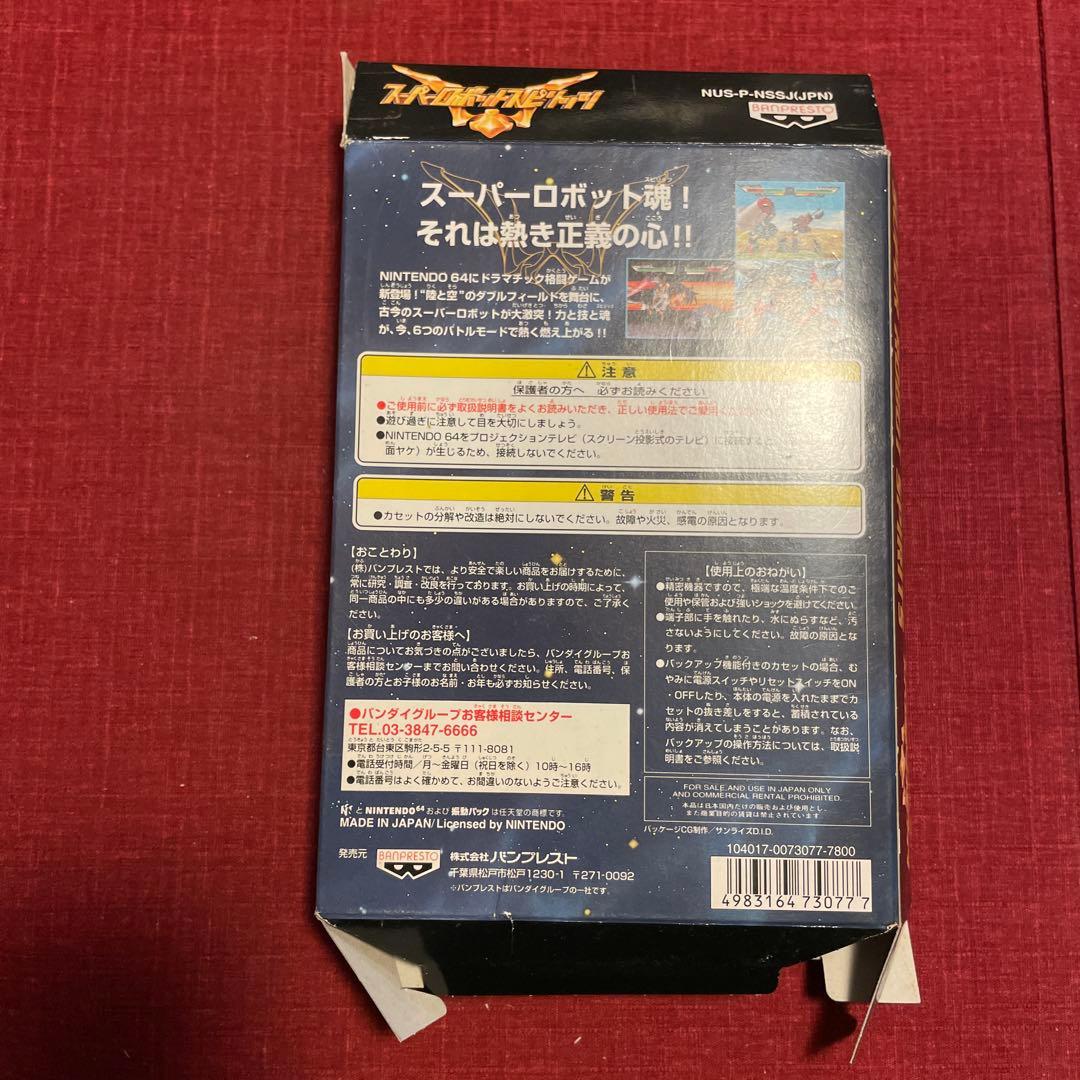 スーパーロボットスピリッツ
NUS-P-NSSJ(JPN)
BANPRESTO
スーパーロボット魂!
スピリッツ
それは熱き正義の心!!
NINTENDO 64にドラマチック格闘ゲームが
新登場!"陸と空"のダブルフィールドを舞台に、
古今のスーパーロボットが大激突!力と技と魂
が、今、6つのバトルモードで熱く燃え上がる!!
注意
保護者の方へ 必ずお読みください
●ご使用前に必ず取扱説明書をよくお読みいただき、正しい使用法でご愛用ください
●遊び過ぎに注意して目を大切にしましょう。
●NINTENDO 64をプロジェクションテレビ(スクリーン投影式のテレビ)に接続すると
面ヤケ)が生じるため、接続しないでください。
警告
●カセットの分解や改造は絶対にしないでください。故障や火災、感電の原因となります。
【おことわり】
(株)バンプレストでは、より安全で楽しい商品をお届けするために、
常に研究・調査・改良を行っております。お買い上げの時期によって、
同一商品の中にも多少の違いがある場合がありますので、ご了承く
ださい。
【お買い上げのお客様へ】
商品についてお気づきの点がございましたら、バンダイグループお
客様相談センターまでお問い合わせください。住所、電話番号、保
護者の方とお子様のお名前・お年も必ずお知らせください。
●バンダイグループお客様相談センター
TEL.03-3847-6666
東京都台東区駒形2-5-5 〒111-8081
●電話受付時間/月〜金曜日(祝日を除く)10時〜16時
●電話番号はよく確かめて、お間違いのないようご注意ください。
と NINTENDO64 および 振動パック は任天堂の商標です。
MADE IN JAPAN/Licensed by NINTENDO
発売元 BANPRESTO 株式会社バンプレスト
千葉県松戸市松戸1230-1 〒271-0092
※バンプレストはバンダイグループの一社です。
【使用上のおねがい】
●精密機器ですので、極端な温度条件下でのご
使用や保管および強いショックを避けてください。
●端子部に手を触れたり、水にぬらすなど、汚
さないようにしてください。故障の原因とな
ります。
●バックアップ機能付きのカセットの場合、む
やみに電源スイッチやリセットスイッチをON
・OFFしたり、本体の電源を入れたままでカ
セットの抜き差しをすると、蓄積されている
内容が消えてしまうことがあります。なお、
バックアップの操作方法については、取扱説
明書をご参照ください。
FOR SALE AND USE IN JAPAN ONLY
AND COMMERCIAL RENTAL PROHIBITED.
本品は日本国内だけの販売および使用とし、
また商業目的の賃貸は禁止されています。
パッケージCG制作/サンライズD.I.D.
104017-0073077-7800
4983164730777